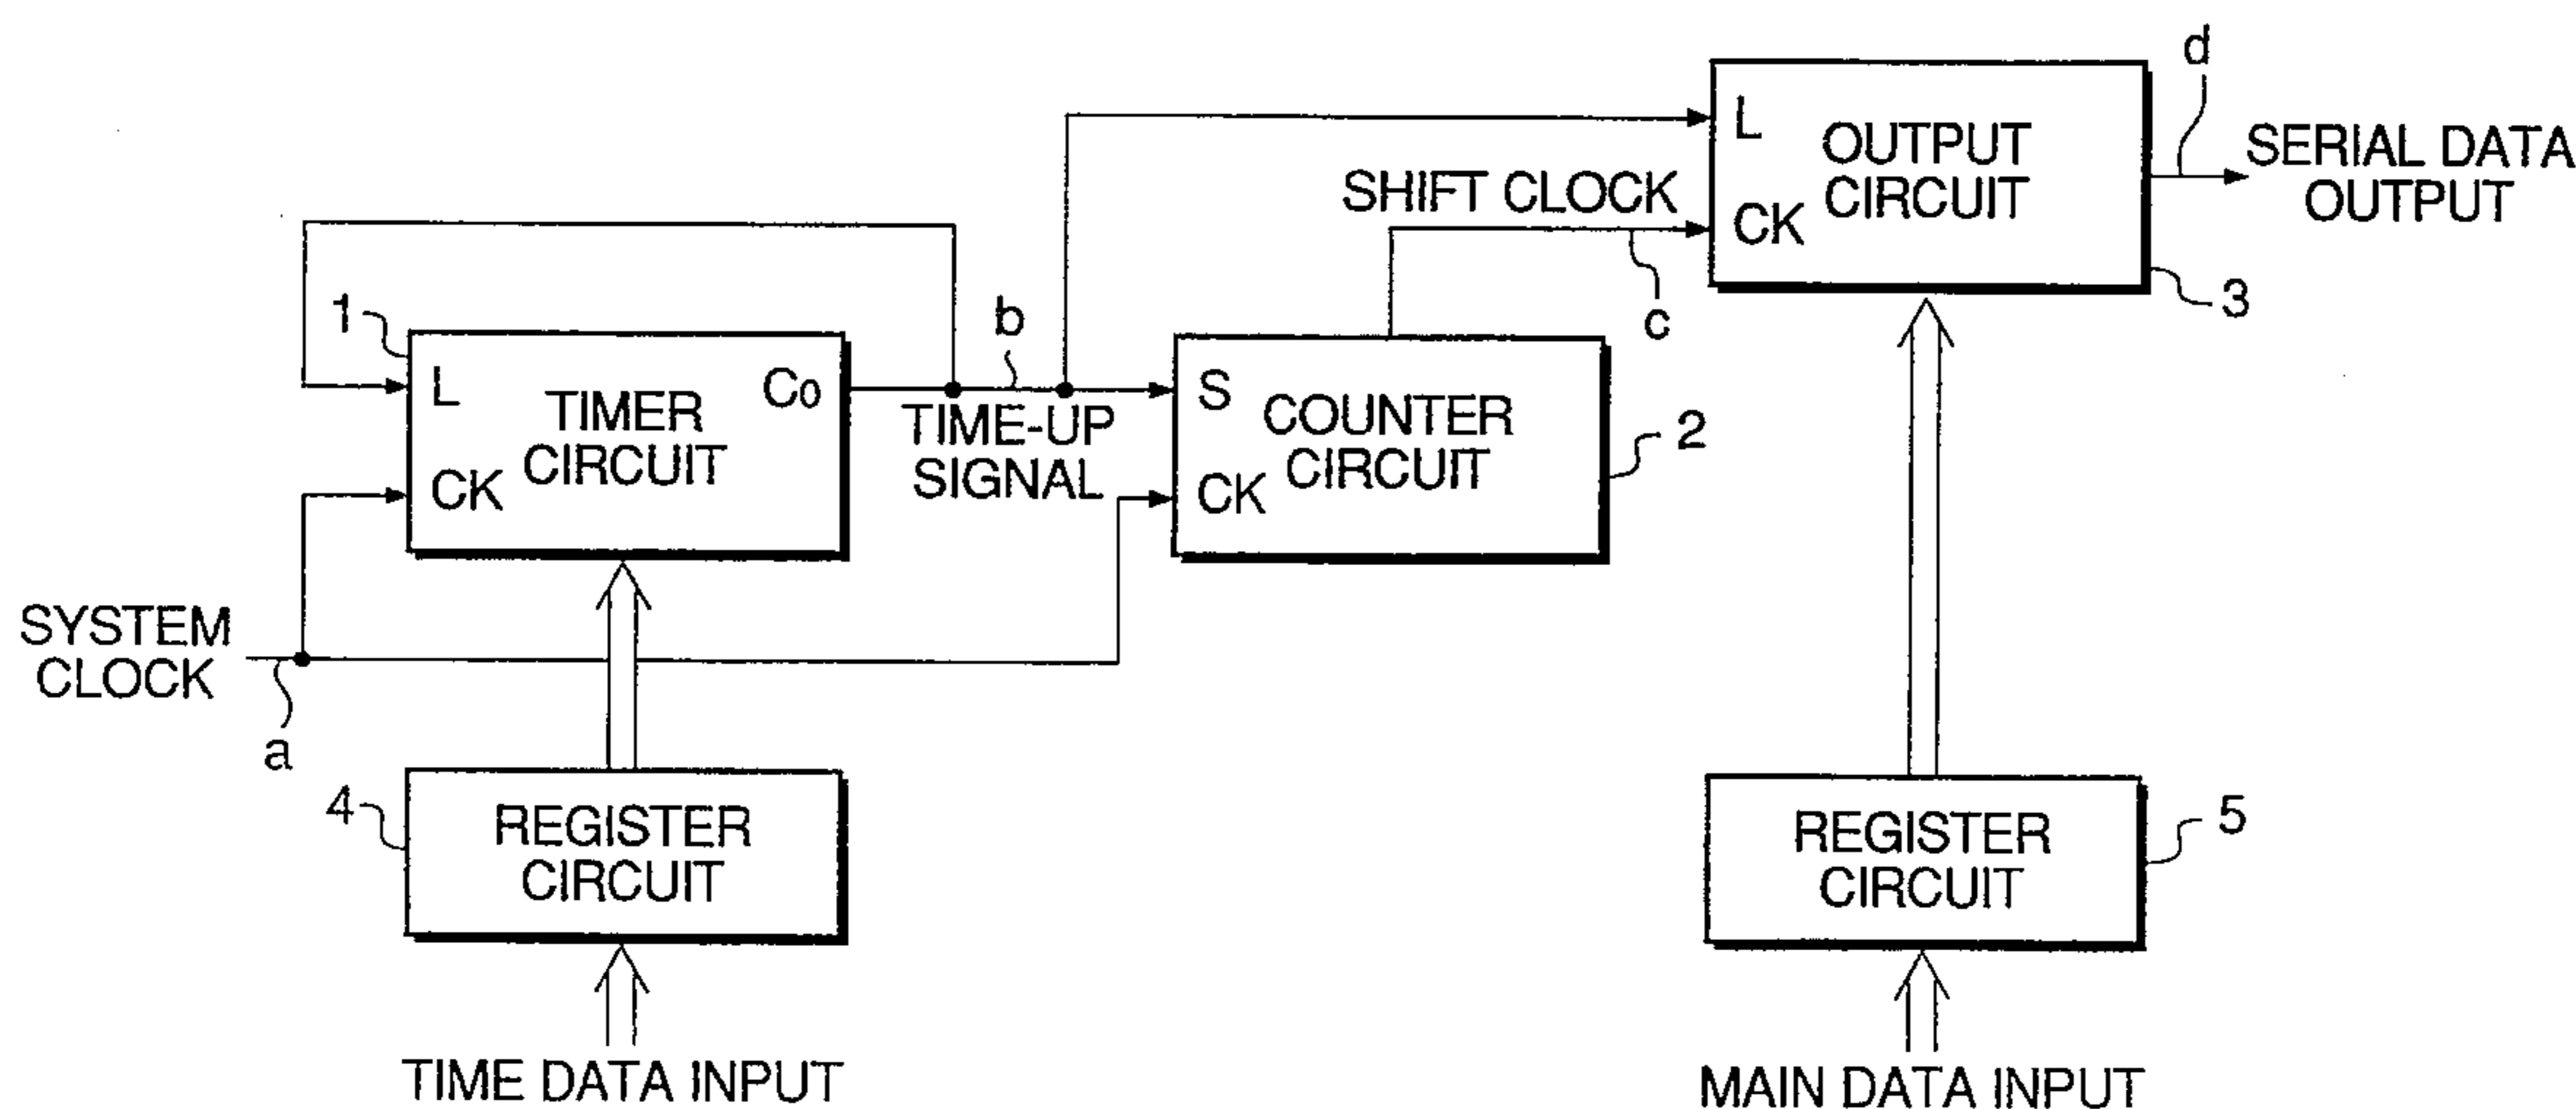 d
L
OUTPUT
CIRCUIT
CK
SERIAL DATA
OUTPUT
SHIFT CLOCK
c
3
1
L
TIMER
CIRCUIT
CK
C0
b
TIME-UP
SIGNAL
S
COUNTER
CIRCUIT
CK
2
SYSTEM
CLOCK
a
4
REGISTER
CIRCUIT
REGISTER
CIRCUIT
5
TIME DATA INPUT
MAIN DATA INPUT